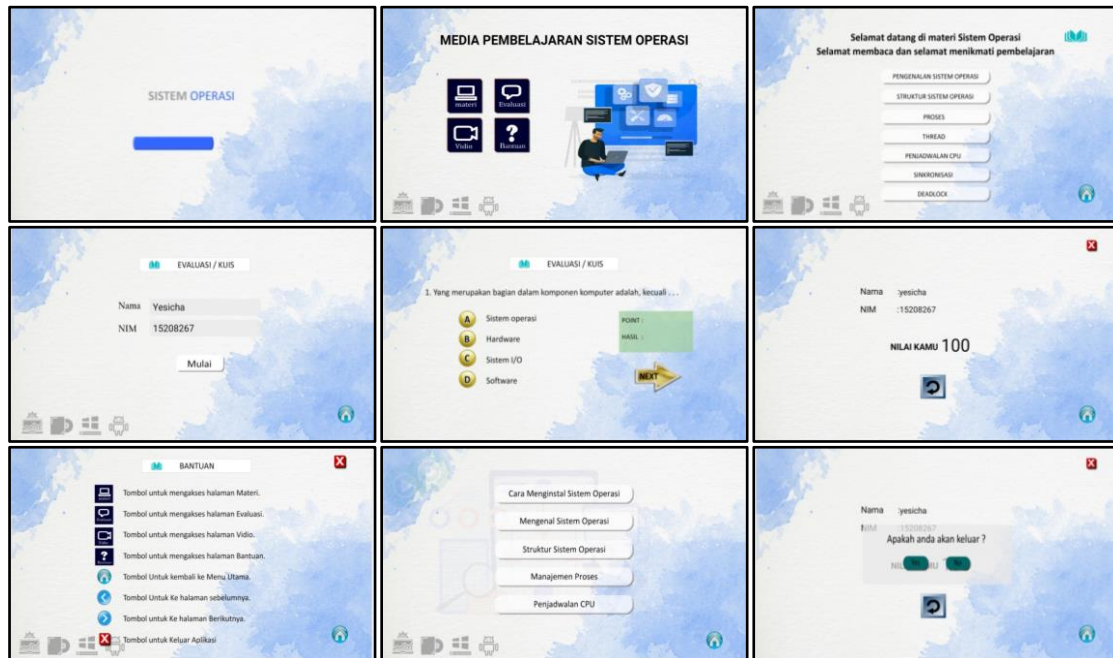 SISTEM OPERASI
MEDIA PEMBELAJARAN SISTEM OPERASI
materi
Evaluasi
Vidio
Bantuan
Selamat datang di materi Sistem Operasi
Selamat membaca dan selamat menikmati pembelajaran
PENGENALAN SISTEM OPERASI
STRUKTUR SISTEM OPERASI
PROSES
THREAD
PENJADWALAN CPU
SINKRONISASI
DEADLOCK
EVALUASI / KUIS
Nama Yesicha
NIM 15208267
Mulai
EVALUASI / KUIS
1. Yang merupakan bagian dalam komponen komputer adalah, kecuali . . .
A Sistem operasi
B Hardware
C Sistem I/O
D Software
POINT :
HASIL :
NEXT
X
Nama :yesicha
NIM :15208267
NILAI KAMU 100
BANTUAN
X
Tombol untuk mengakses halaman Materi.
Tombol untuk mengakses halaman Evaluasi.
Tombol untuk mengakses halaman Vidio.
Tombol untuk mengakses halaman Bantuan.
Tombol Untuk kembali ke Menu Utama.
Tombol Untuk Ke halaman sebelumnya.
Tombol Untuk Ke halaman Berikutnya.
X Tombol untuk Keluar Aplikasi
Cara Menginstal Sistem Operasi
Mengenal Sistem Operasi
Struktur Sistem Operasi
Manajemen Proses
Penjadwalan CPU
X
Nama :yesicha
NIM :15208267
Apakah anda akan keluar ?